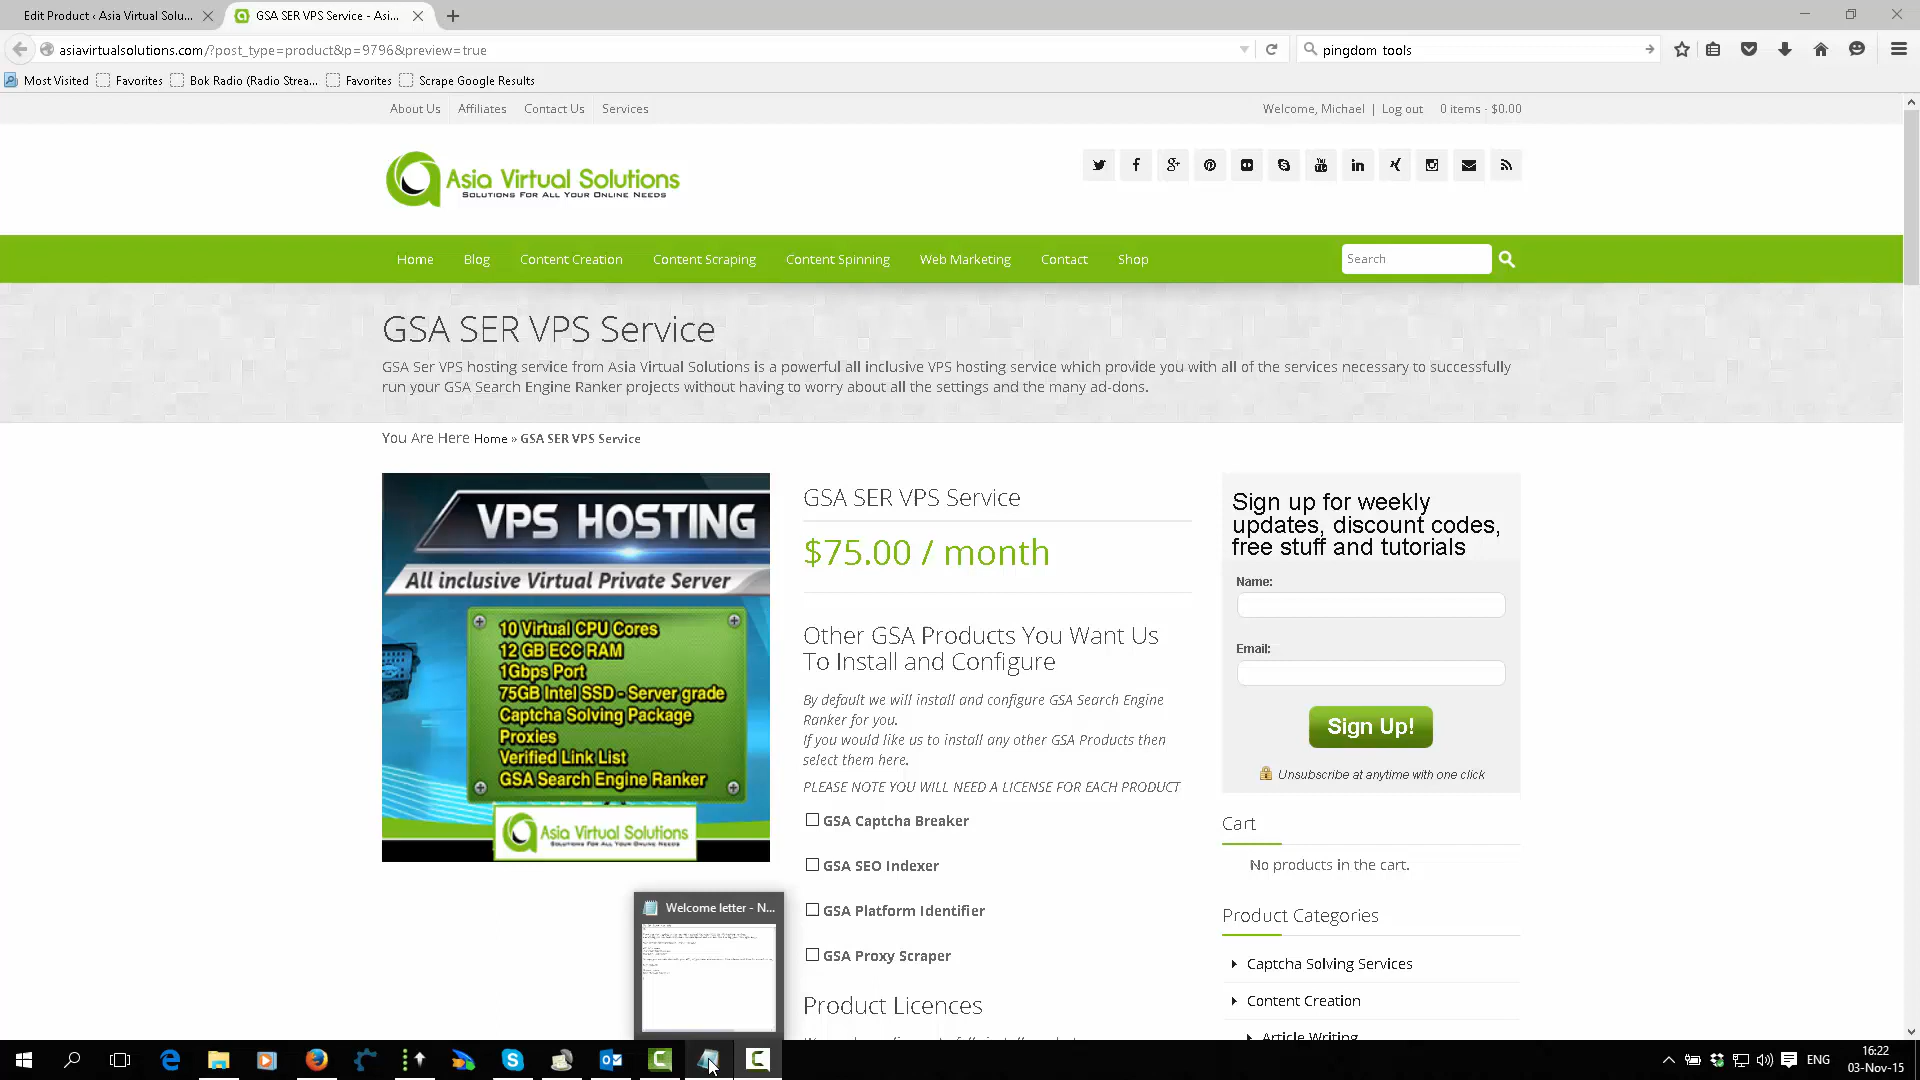 Edit Product ‹ Asia Virtual Solu...
GSA SER VPS Service - Asi...
asiavirtualsolutions.com/?post_type=product&p=9796&preview=true
pingdom tools
Most Visited
Favorites
Bok Radio (Radio Strea...
Favorites
Scrape Google Results
About Us
Affiliates
Contact Us
Services
Welcome, Michael | Log out
0 items - $0.00
Asia Virtual Solutions
SOLUTIONS FOR ALL YOUR ONLINE NEEDS
Home
Blog
Content Creation
Content Scraping
Content Spinning
Web Marketing
Contact
Shop
Search
GSA SER VPS Service
GSA Ser VPS hosting service from Asia Virtual Solutions is a powerful all inclusive VPS hosting service which provide you with all of the services necessary to successfully
run your GSA Search Engine Ranker projects without having to worry about all the settings and the many ad-dons.
You Are Here Home » GSA SER VPS Service
VPS HOSTING
All inclusive Virtual Private Server
10 Virtual CPU Cores
12 GB ECC RAM
1Gbps Port
75GB Intel SSD - Server grade
Captcha Solving Package
Proxies
Verified Link List
GSA Search Engine Ranker
Asia Virtual Solutions
SOLUTIONS FOR ALL YOUR ONLINE NEEDS
GSA SER VPS Service
$75.00 / month
Other GSA Products You Want Us
To Install and Configure
By default we will install and configure GSA Search Engine
Ranker for you.
If you would like us to install any other GSA Products then
select them here.
PLEASE NOTE YOU WILL NEED A LICENSE FOR EACH PRODUCT
GSA Captcha Breaker
GSA SEO Indexer
GSA Platform Identifier
GSA Proxy Scraper
Product Licences
Sign up for weekly
updates, discount codes,
free stuff and tutorials
Name:
Email:
Sign Up!
Unsubscribe at anytime with one click
Cart
No products in the cart.
Product Categories
Captcha Solving Services
Content Creation
Article Writing
Welcome letter - N...
ENG
16:22
03-Nov-15